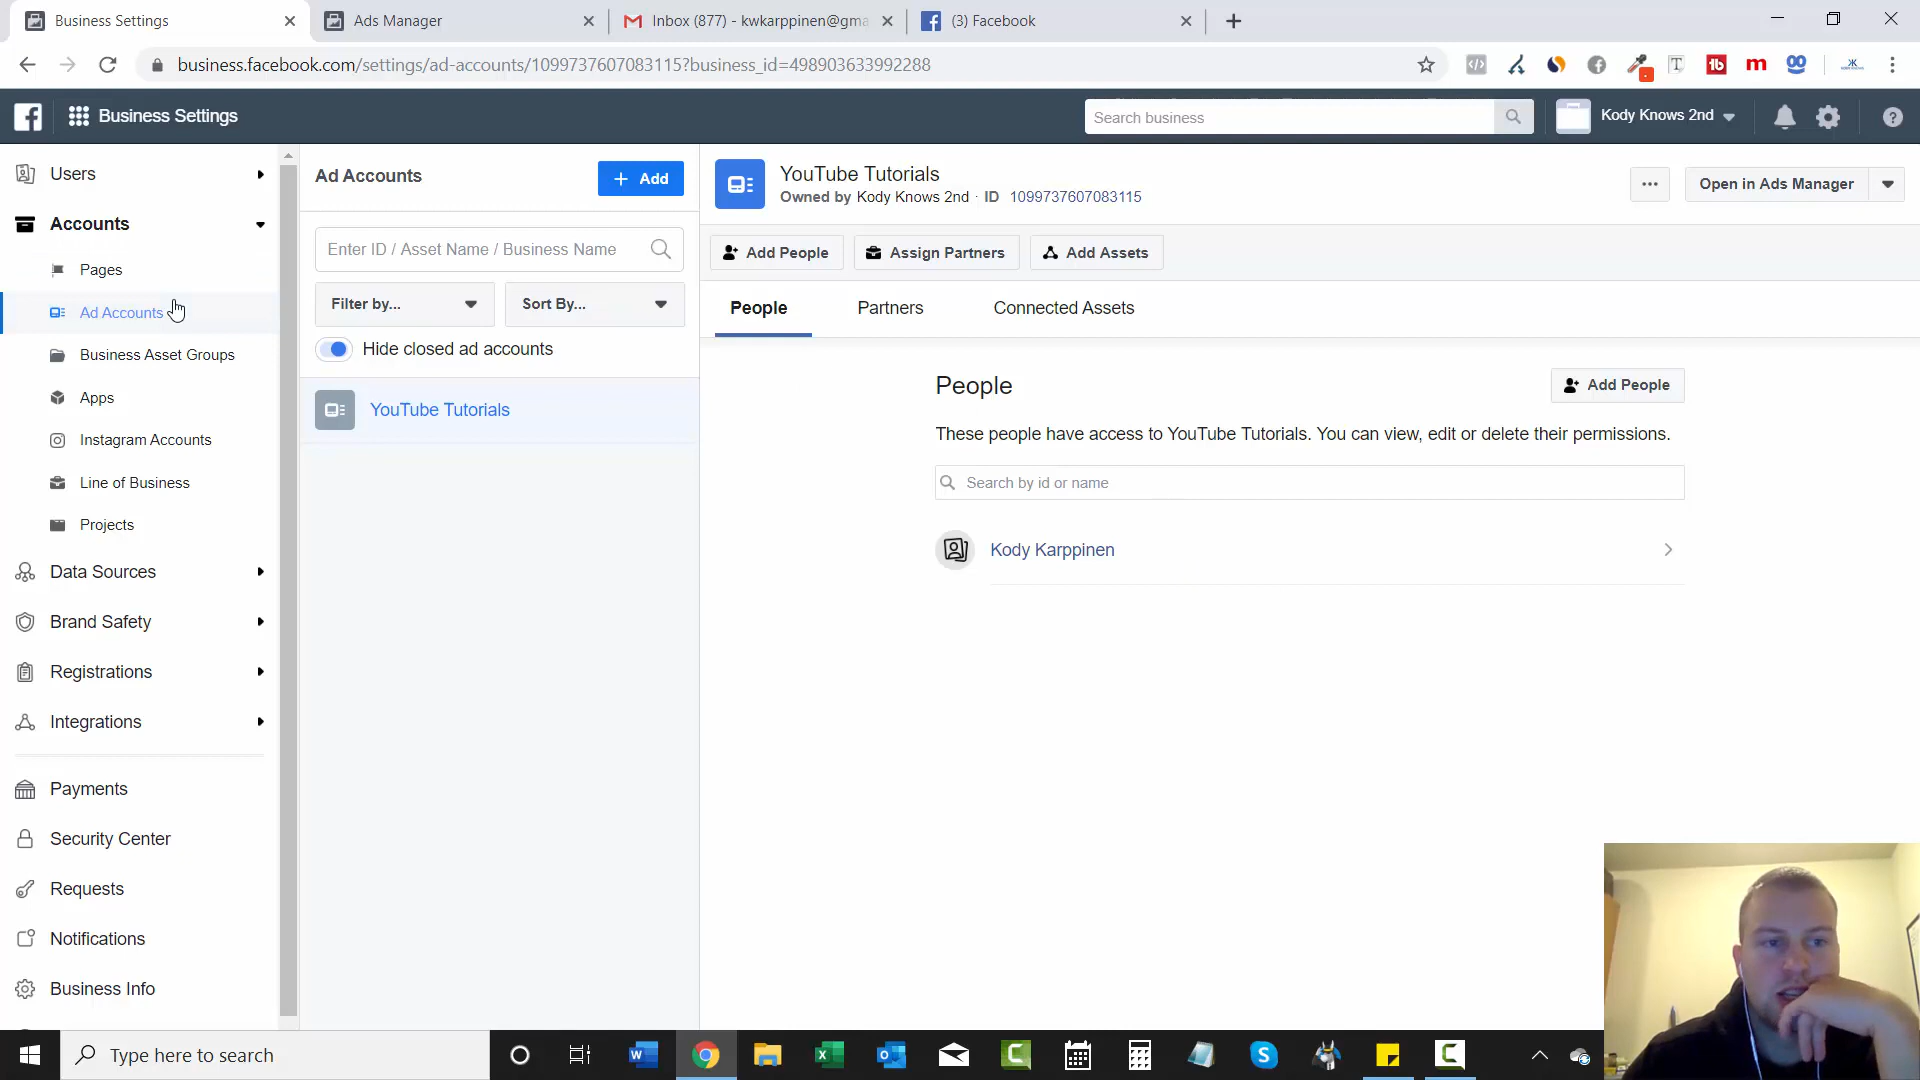 Business Settings
Ads Manager
Inbox (877) - kwkarppinen@gma
(3) Facebook
business.facebook.com/settings/ad-accounts/1099737607083115?business_id=498903633992288
Business Settings
Search business
Kody Knows 2nd
Users
Accounts
Pages
Ad Accounts
Business Asset Groups
Apps
Instagram Accounts
Line of Business
Projects
Data Sources
Brand Safety
Registrations
Integrations
Payments
Security Center
Requests
Notifications
Business Info
Ad Accounts
+ Add
Enter ID / Asset Name / Business Name
Filter by...
Sort By...
Hide closed ad accounts
YouTube Tutorials
YouTube Tutorials
Owned by Kody Knows 2nd · ID 1099737607083115
Open in Ads Manager
Add People
Assign Partners
Add Assets
People
Partners
Connected Assets
People
Add People
These people have access to YouTube Tutorials. You can view, edit or delete their permissions.
Search by id or name
Kody Karppinen
Type here to search